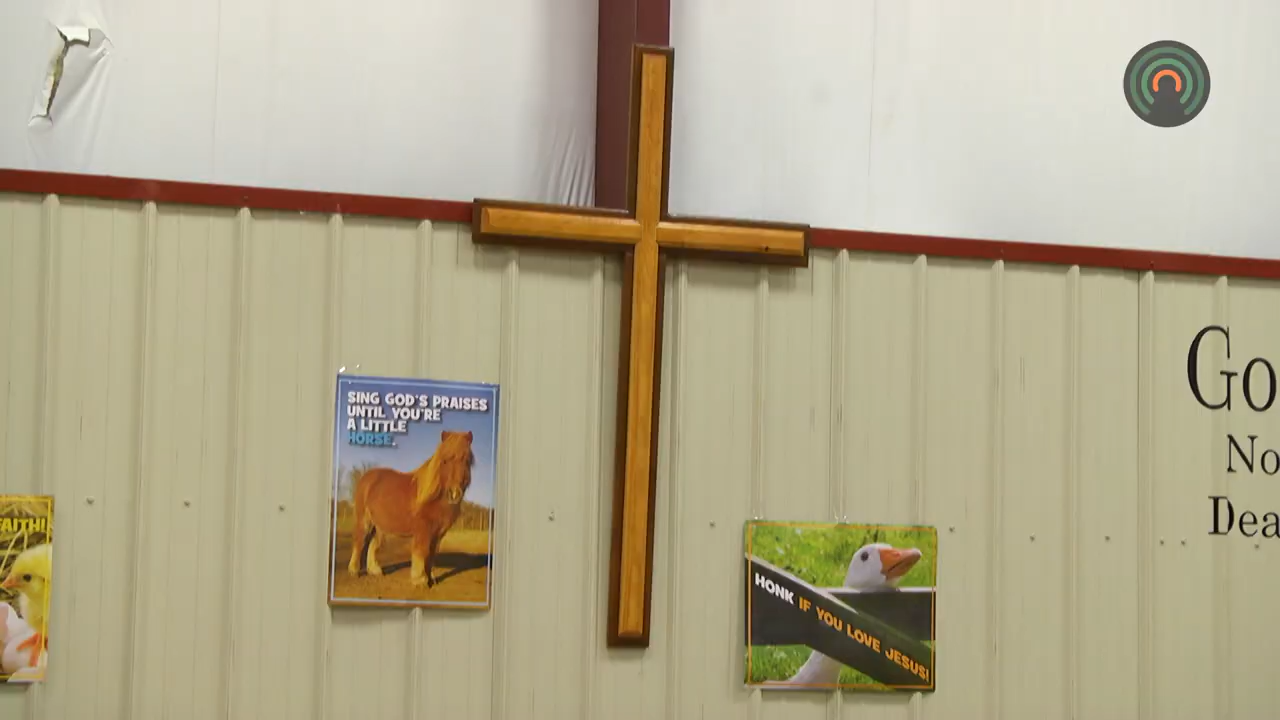 SING GOD'S PRAISES
UNTIL YOU'RE
A LITTLE
HORSE.
FAITH!
HONK IF YOU LOVE JESUS!
Go
No
Dea